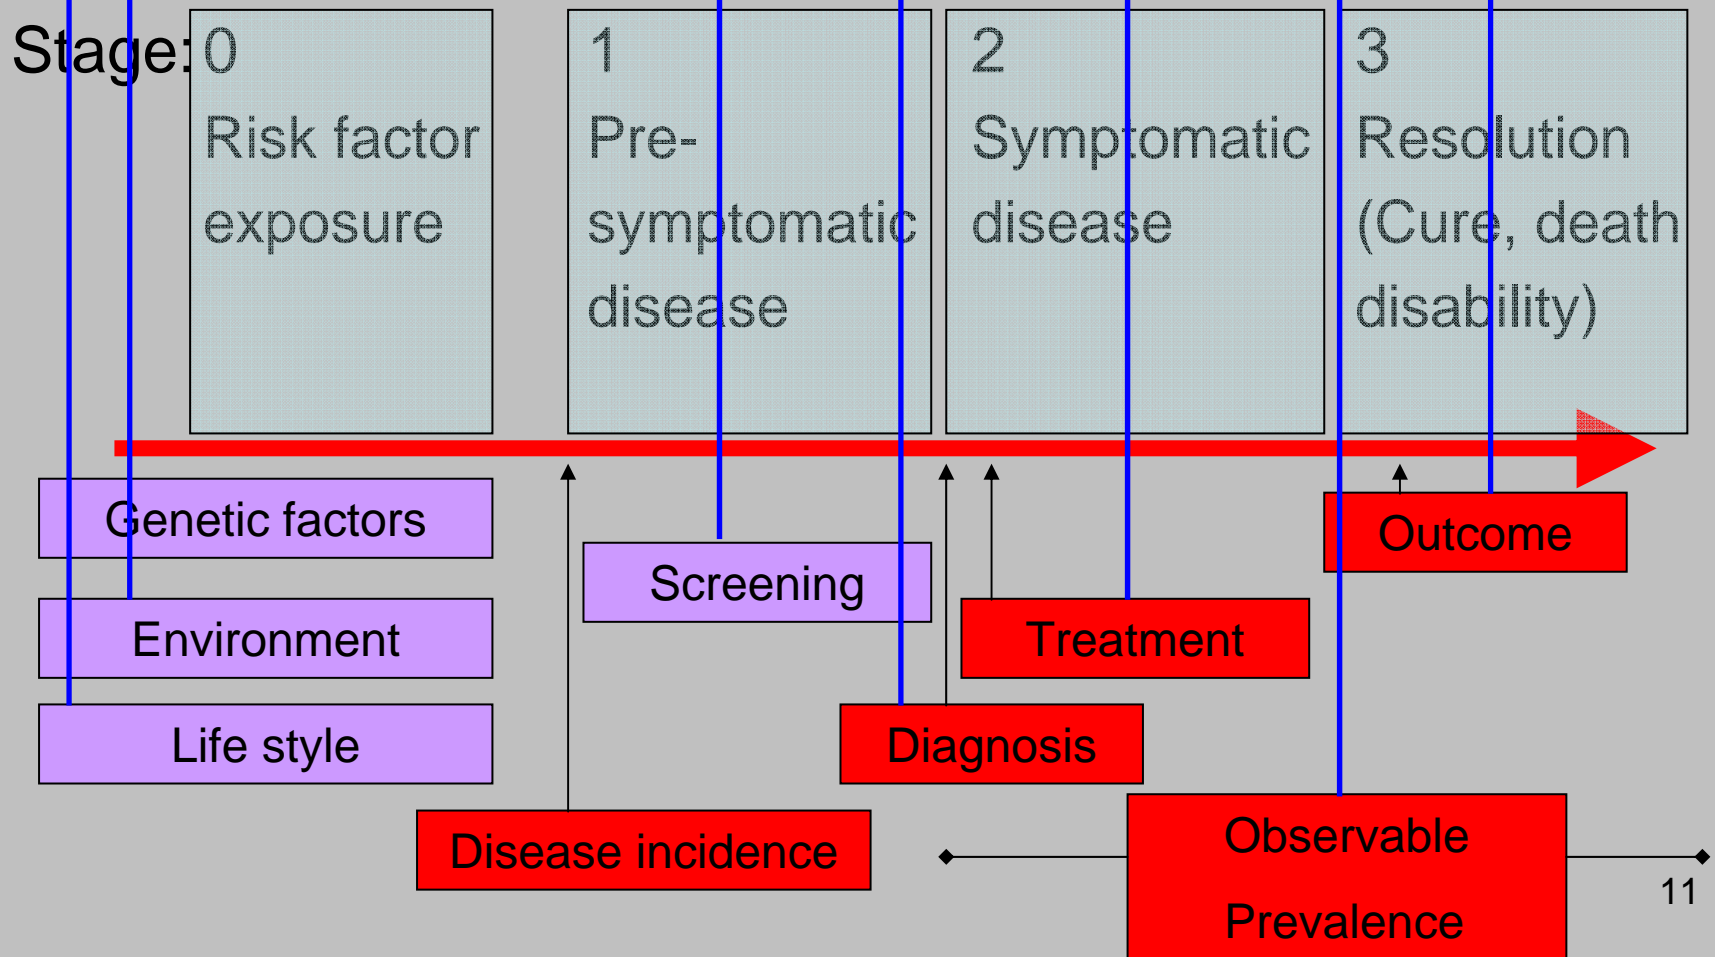 Stage:
0
Risk factor
exposure
1
Pre-
symptomatic
disease
2
Symptomatic
disease
3
Resolution
(Cure, death
disability)
Genetic factors
Environment
Life style
Screening
Outcome
Treatment
Diagnosis
Disease incidence
Observable
Prevalence
11